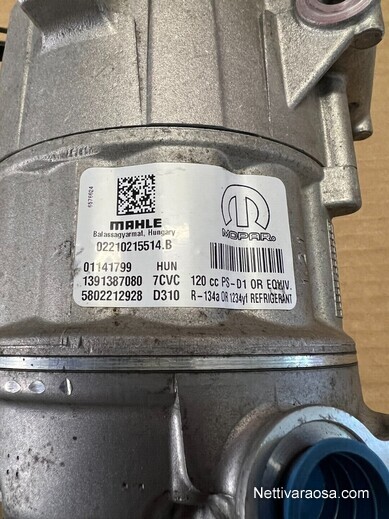 6376624
MAHLE
Balassagyarmat, Hungary
02210215514.B
MOPAR®
01141799 HUN
1391387080 7CVC 120 cc PS-D1 OR EQUIV.
5802212928 D310 R-134a OR 1234yf REFRIGERANT
Nettivaraosa.com